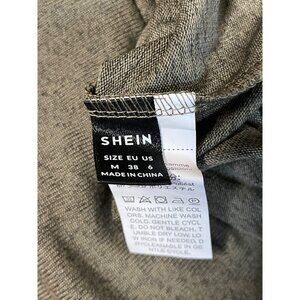 SHEIN
SIZE EU US
M 38 6
MADE IN CHINA
WASH WITH LIKE COL
ORS. MACHINE WASH
COLD. GENTLE CYCL
E. DO NOT BLEACH. T
UMBLE DRY LOW. LO
W IRON IF NEEDED. D
RYCLEANABLE IN GE
NTLE CYCLE.